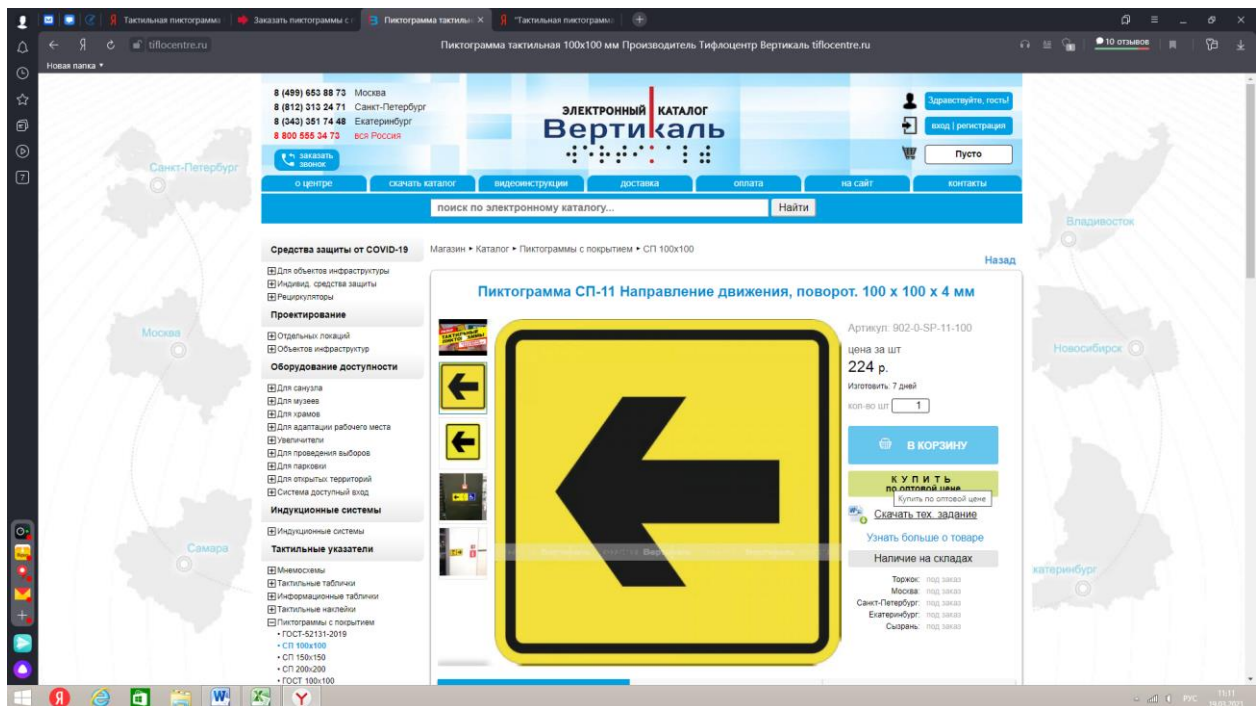 Тактильная пиктограмма
Заказать пиктограммы с г
Пиктограмма тактильн
"Тактильная пиктограмм
tiflocentre.ru
Пиктограмма тактильная 100x100 мм Производитель Тифлоцентр Вертикаль tiflocentre.ru
10 отзывов
Новая папка
8 (499) 653 88 73 Москва
8 (812) 313 24 71 Санкт-Петербург
8 (343) 351 74 48 Екатеринбург
8 800 555 34 73 вся Россия
заказать
звонок
ЭЛЕКТРОННЫЙ КАТАЛОГ
Вертикаль
Здравствуйте, гость!
вход | регистрация
Пусто
о центре
скачать каталог
видеоинструкции
доставка
оплата
на сайт
контакты
поиск по электронному каталогу...
Найти
Санкт-Петербург
Москва
Самара
Владивосток
Новосибирск
катеринбург
Средства защиты от COVID-19
Для объектов инфраструктуры
Индивид. средства защиты
Рециркуляторы
Проектирование
Отдельных локаций
Объектов инфраструктур
Оборудование доступности
Для санузла
Для музеев
Для храмов
Для адаптации рабочего места
Увеличители
Для проведения выборов
Для парковки
Для открытых территорий
Система доступный вход
Индукционные системы
Индукционные системы
Тактильные указатели
Мнемосхемы
Тактильные таблички
Информационные таблички
Тактильные наклейки
Пиктограммы с покрытием
• ГОСТ-52131-2019
• СП 100x100
• СП 150x150
• СП 200x200
• ГОСТ 100x100
Магазин ▸ Каталог ▸ Пиктограммы с покрытием ▸ СП 100x100
Назад
Пиктограмма СП-11 Направление движения, поворот. 100 x 100 x 4 мм
Артикул: 902-0-SP-11-100
цена за шт
224 р.
Изготовить: 7 дней
кол-во шт 1
В КОРЗИНУ
КУПИТЬ
по оптовой цене
Купить по оптовой цене
Скачать тех. задание
Узнать больше о товаре
Наличие на складах
Торжок: под заказ
Москва: под заказ
Санкт-Петербург: под заказ
Екатеринбург: под заказ
Сызрань: под заказ
РУС
11:11
19.03.2021